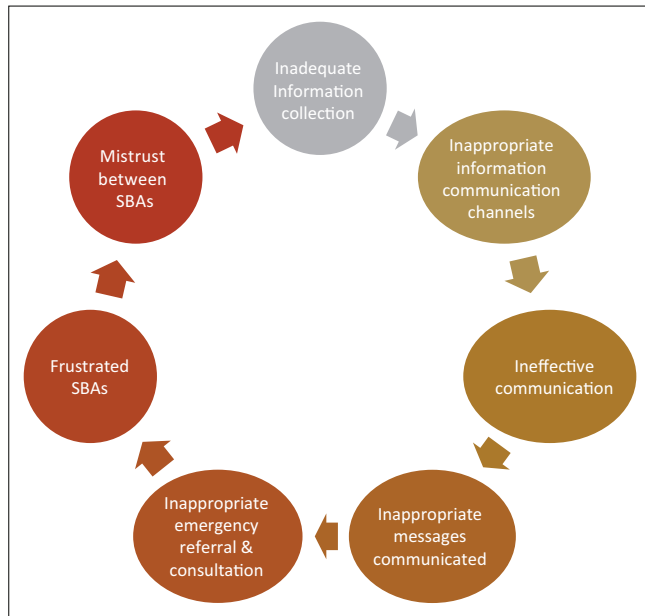 Inadequate
Information
collection
Inappropriate
information
communication
channels
Ineffective
communication
Inappropriate
messages
communicated
Inappropriate
emergency
referral &
consultation
Frustrated
SBAs
Mistrust
between
SBAs